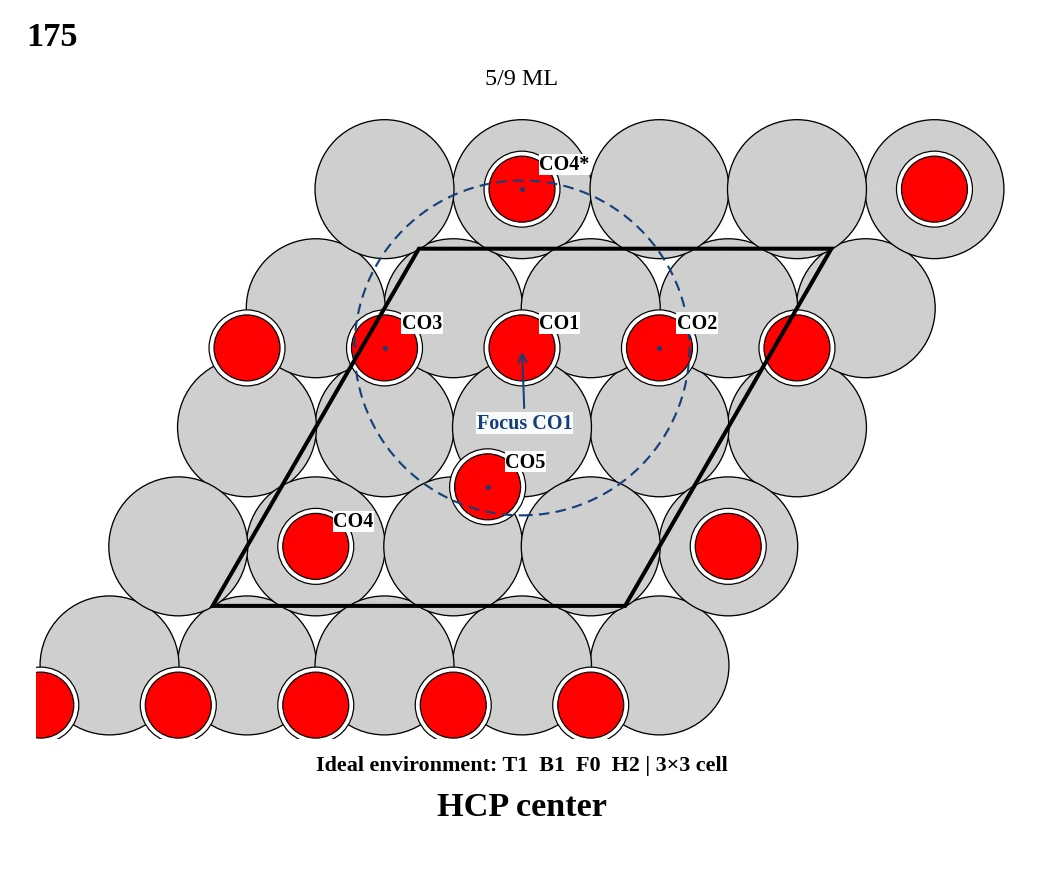 175
5/9 ML
CO4*
CO3
CO1
CO2
Focus CO1
CO5
CO4
Ideal environment: T1 B1 F0 H2 | 3×3 cell
HCP center